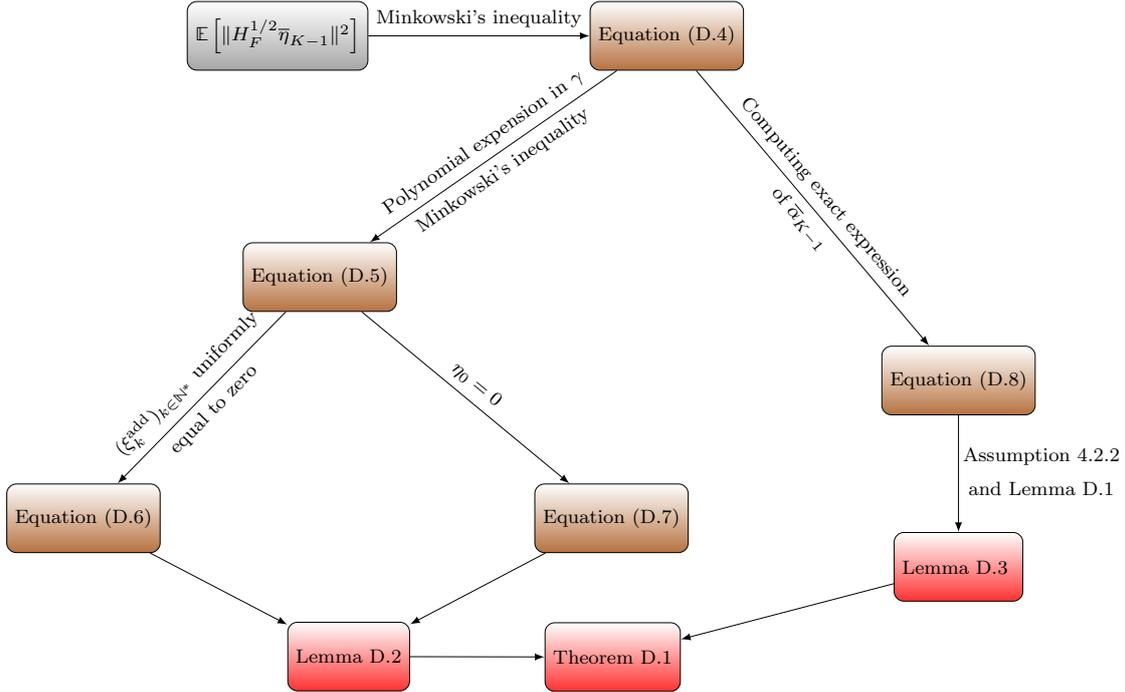 𝔼 [‖H_F^{1/2} η̅_{K−1}‖²]
Minkowski's inequality
Equation (D.4)
Polynomial expension in γ
Minkowski's inequality
Computing exact expression
of α̅_{K−1}
Equation (D.5)
(ξ_k^{add})_{k∈ℕ*} uniformly
equal to zero
η₀ = 0
Equation (D.8)
Assumption 4.2.2
and Lemma D.1
Equation (D.6)
Equation (D.7)
Lemma D.3
Lemma D.2
Theorem D.1